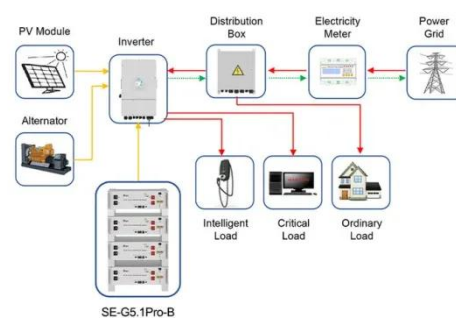 PV Module
Inverter
Distribution
Box
Electricity
Meter
Power
Grid
Alternator
Intelligent
Load
Critical
Load
Ordinary
Load
SE-G5.1Pro-B